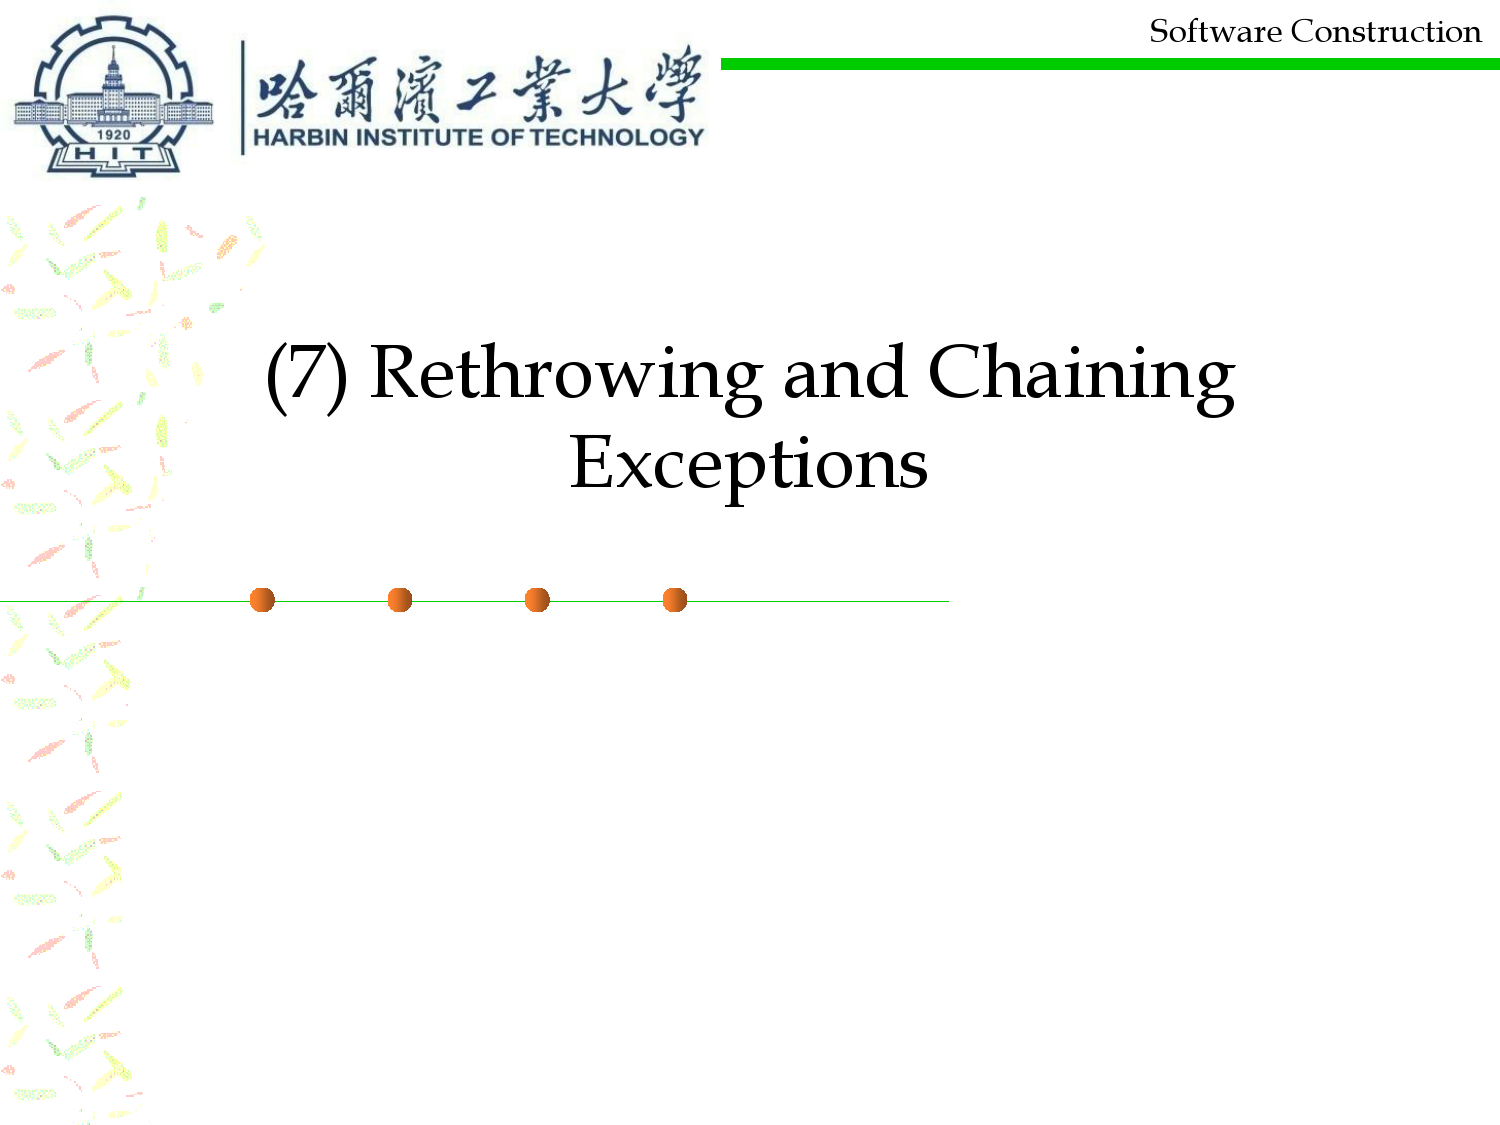 Software Construction
哈爾濱工業大學
HARBIN INSTITUTE OF TECHNOLOGY
1920
HIT
(7) Rethrowing and Chaining
Exceptions